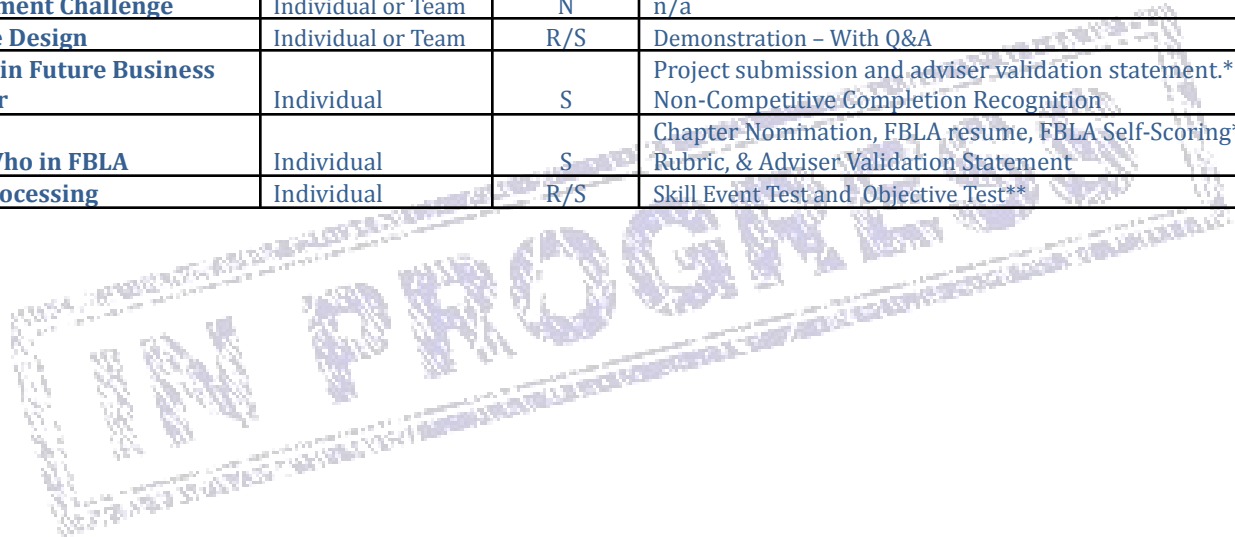 ment Challenge Individual or Team N n/a
e Design Individual or Team R/S Demonstration – With Q&A
in Future Business Project submission and adviser validation statement.*
r Individual S Non-Competitive Completion Recognition
Chapter Nomination, FBLA resume, FBLA Self-Scoring*
Who in FBLA Individual S Rubric, & Adviser Validation Statement
ocessing Individual R/S Skill Event Test and Objective Test**
IN PROGRESS